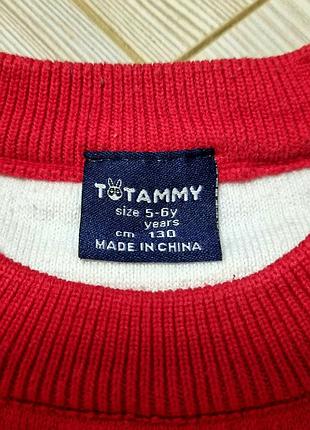 TOTAMMY
size 5-6y
years
cm 130
MADE IN CHINA